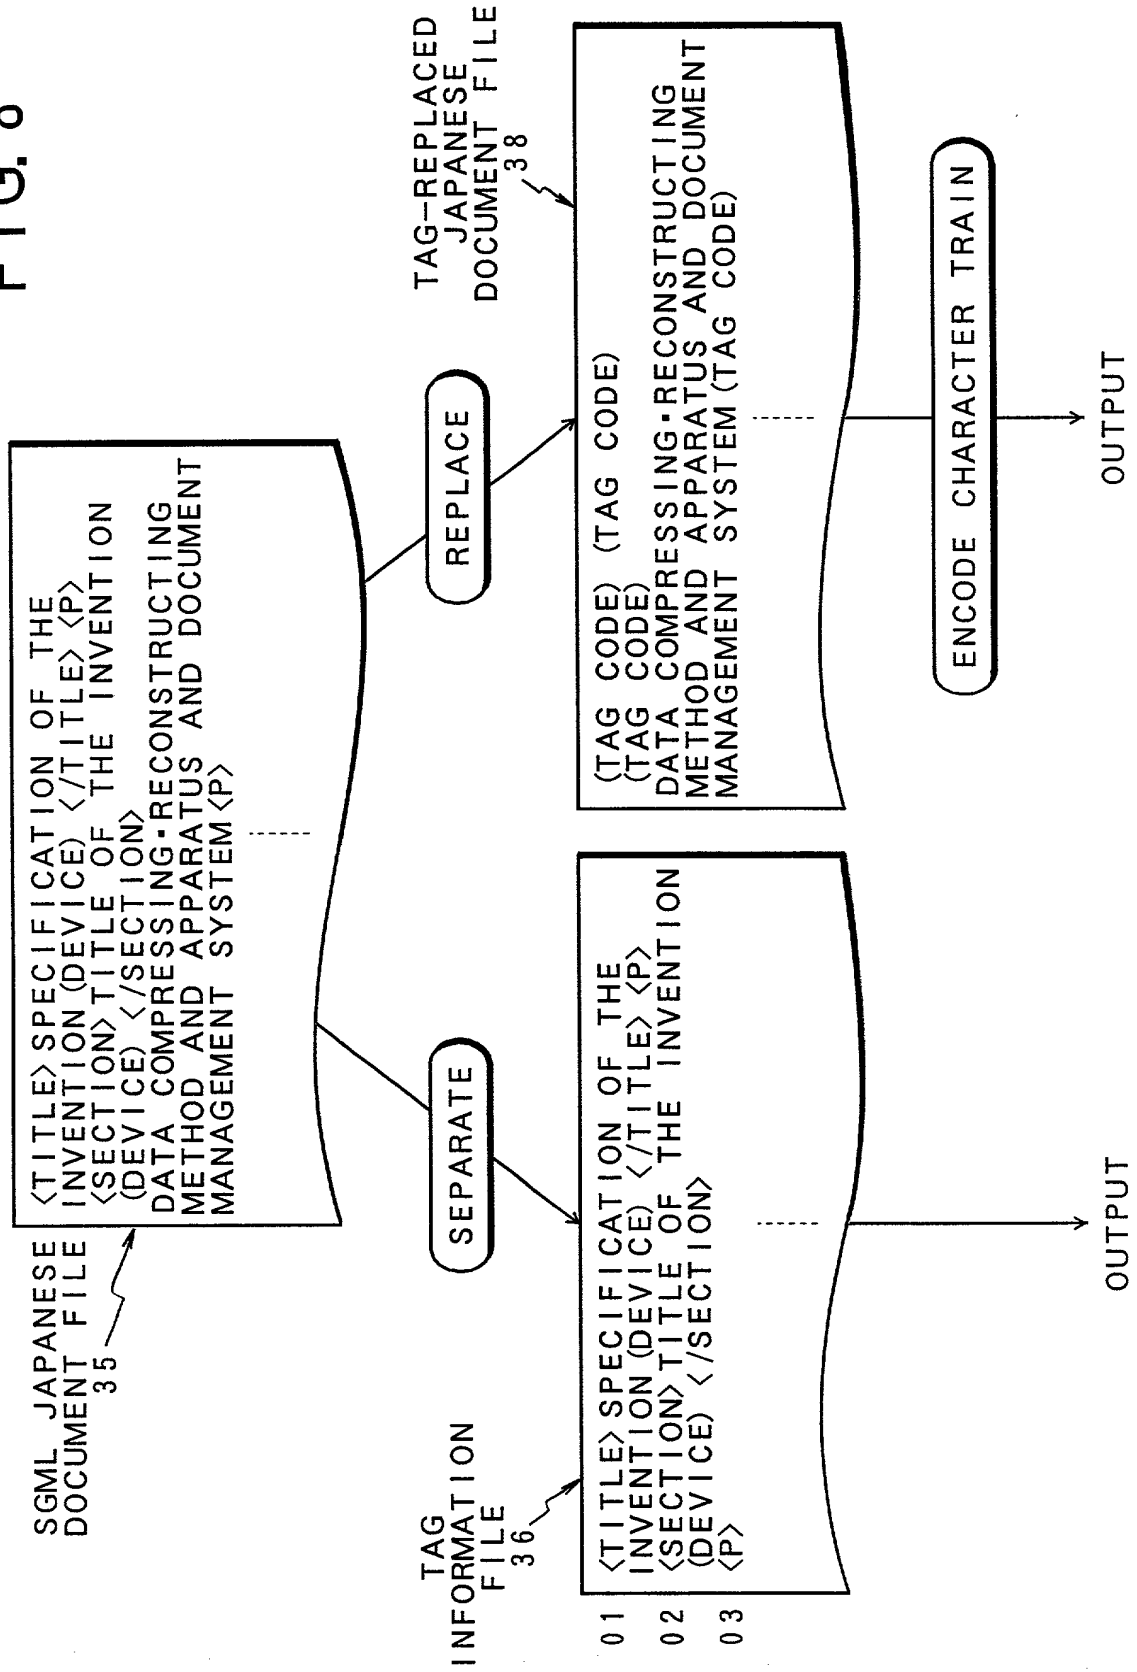 FIG. 8
SGML JAPANESE
DOCUMENT FILE
35
<TITLE>SPECIFICATION OF THE
INVENTION (DEVICE) </TITLE> <P>
<SECTION>TITLE OF THE INVENTION
(DEVICE) </SECTION>
DATA COMPRESSING▪RECONSTRUCTING
METHOD AND APPARATUS AND DOCUMENT
MANAGEMENT SYSTEM<P>
SEPARATE
REPLACE
TAG
INFORMATION
FILE
36
01 <TITLE>SPECIFICATION OF THE
INVENTION (DEVICE) </TITLE> <P>
02 <SECTION>TITLE OF THE INVENTION
(DEVICE) </SECTION>
03 <P>
OUTPUT
TAG-REPLACED
JAPANESE
DOCUMENT FILE
38
(TAG CODE) (TAG CODE)
(TAG CODE)
DATA COMPRESSING▪RECONSTRUCTING
METHOD AND APPARATUS AND DOCUMENT
MANAGEMENT SYSTEM (TAG CODE)
ENCODE CHARACTER TRAIN
OUTPUT